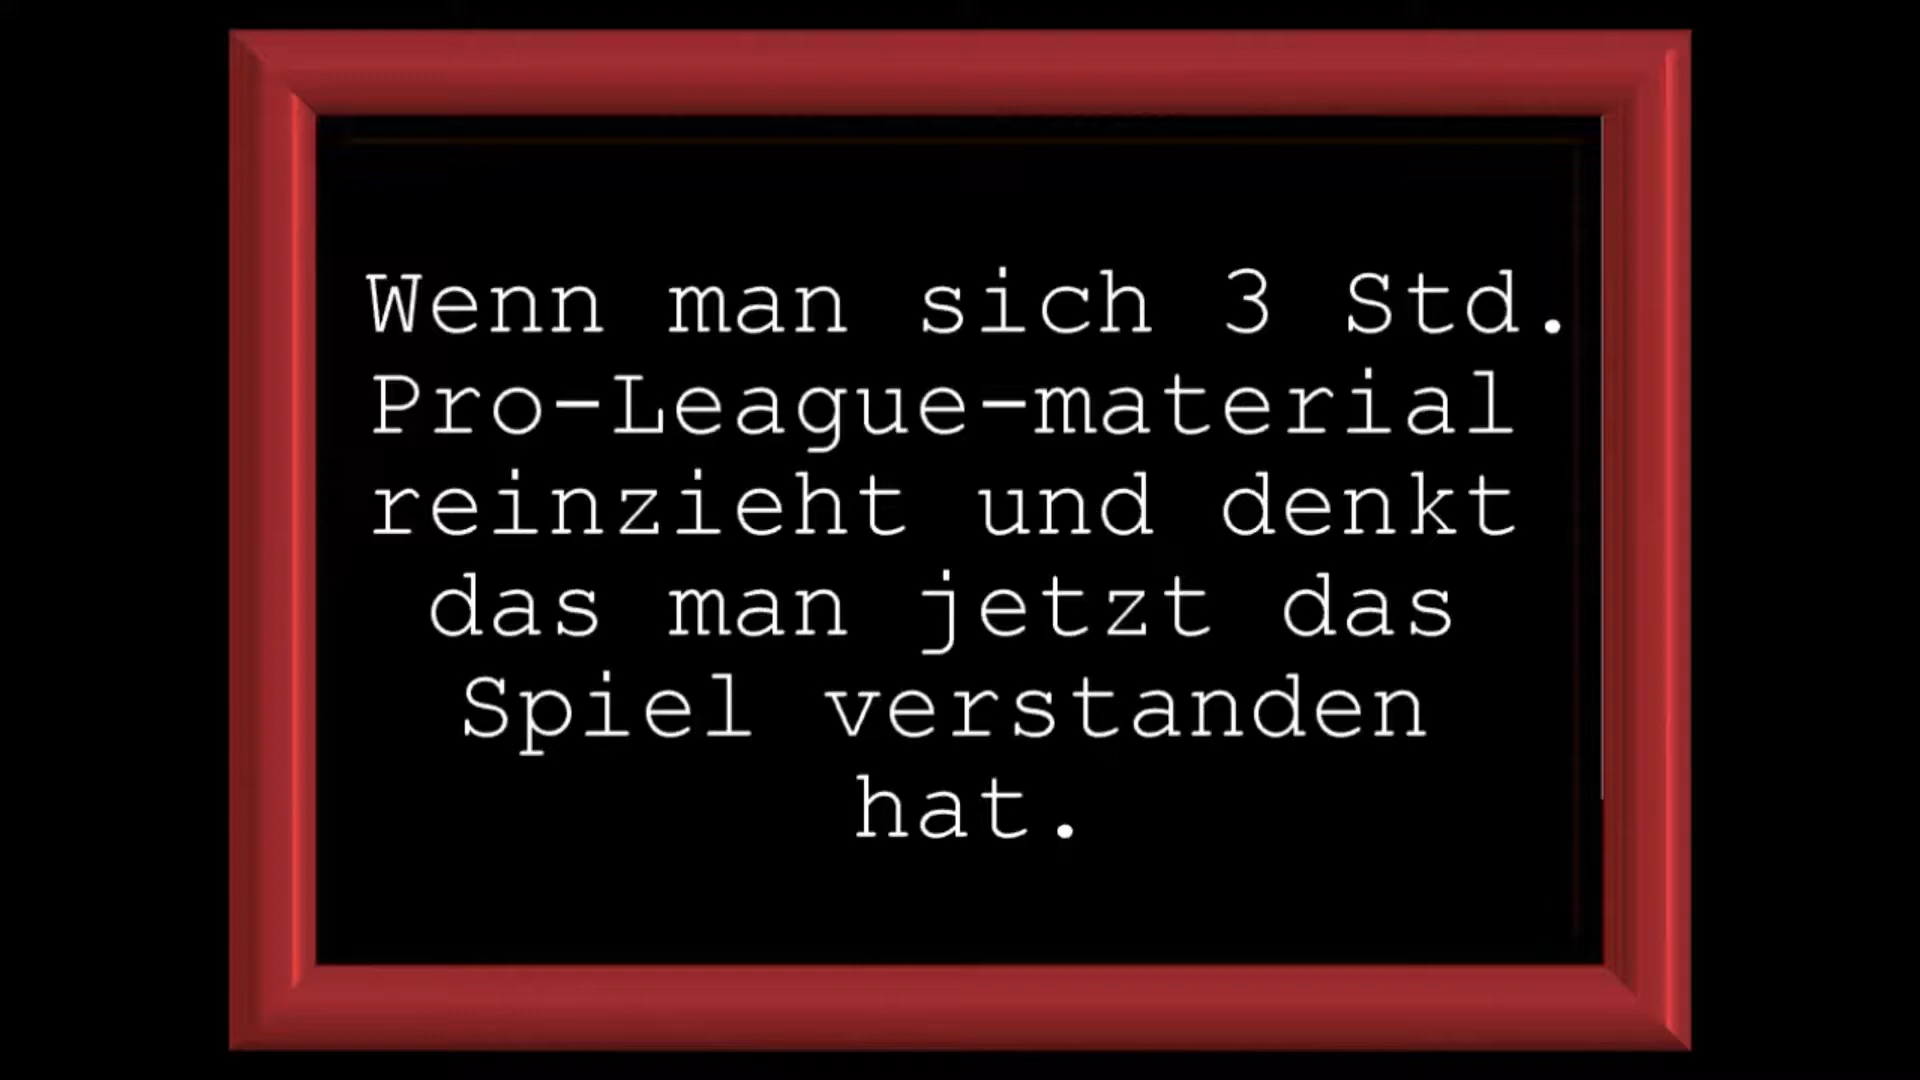 Wenn man sich 3 Std.
Pro-League-material
reinzieht und denkt
das man jetzt das
Spiel verstanden
hat.